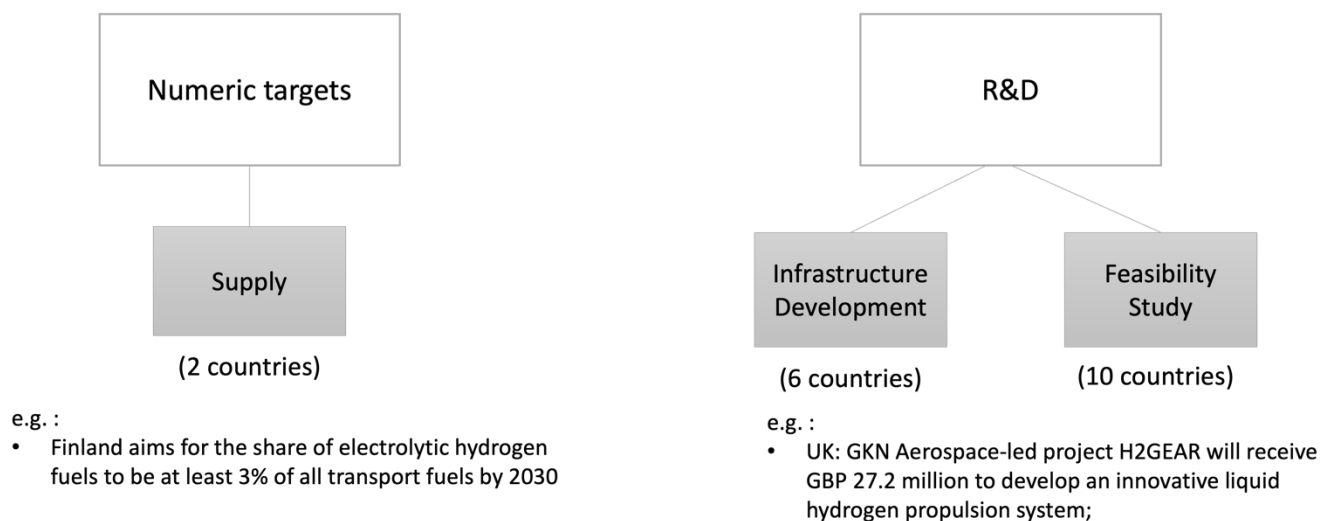 Numeric targets
Supply
(2 countries)
e.g. :
• Finland aims for the share of electrolytic hydrogen
fuels to be at least 3% of all transport fuels by 2030
R&D
Infrastructure
Development
(6 countries)
Feasibility
Study
(10 countries)
e.g. :
• UK: GKN Aerospace-led project H2GEAR will receive
GBP 27.2 million to develop an innovative liquid
hydrogen propulsion system;